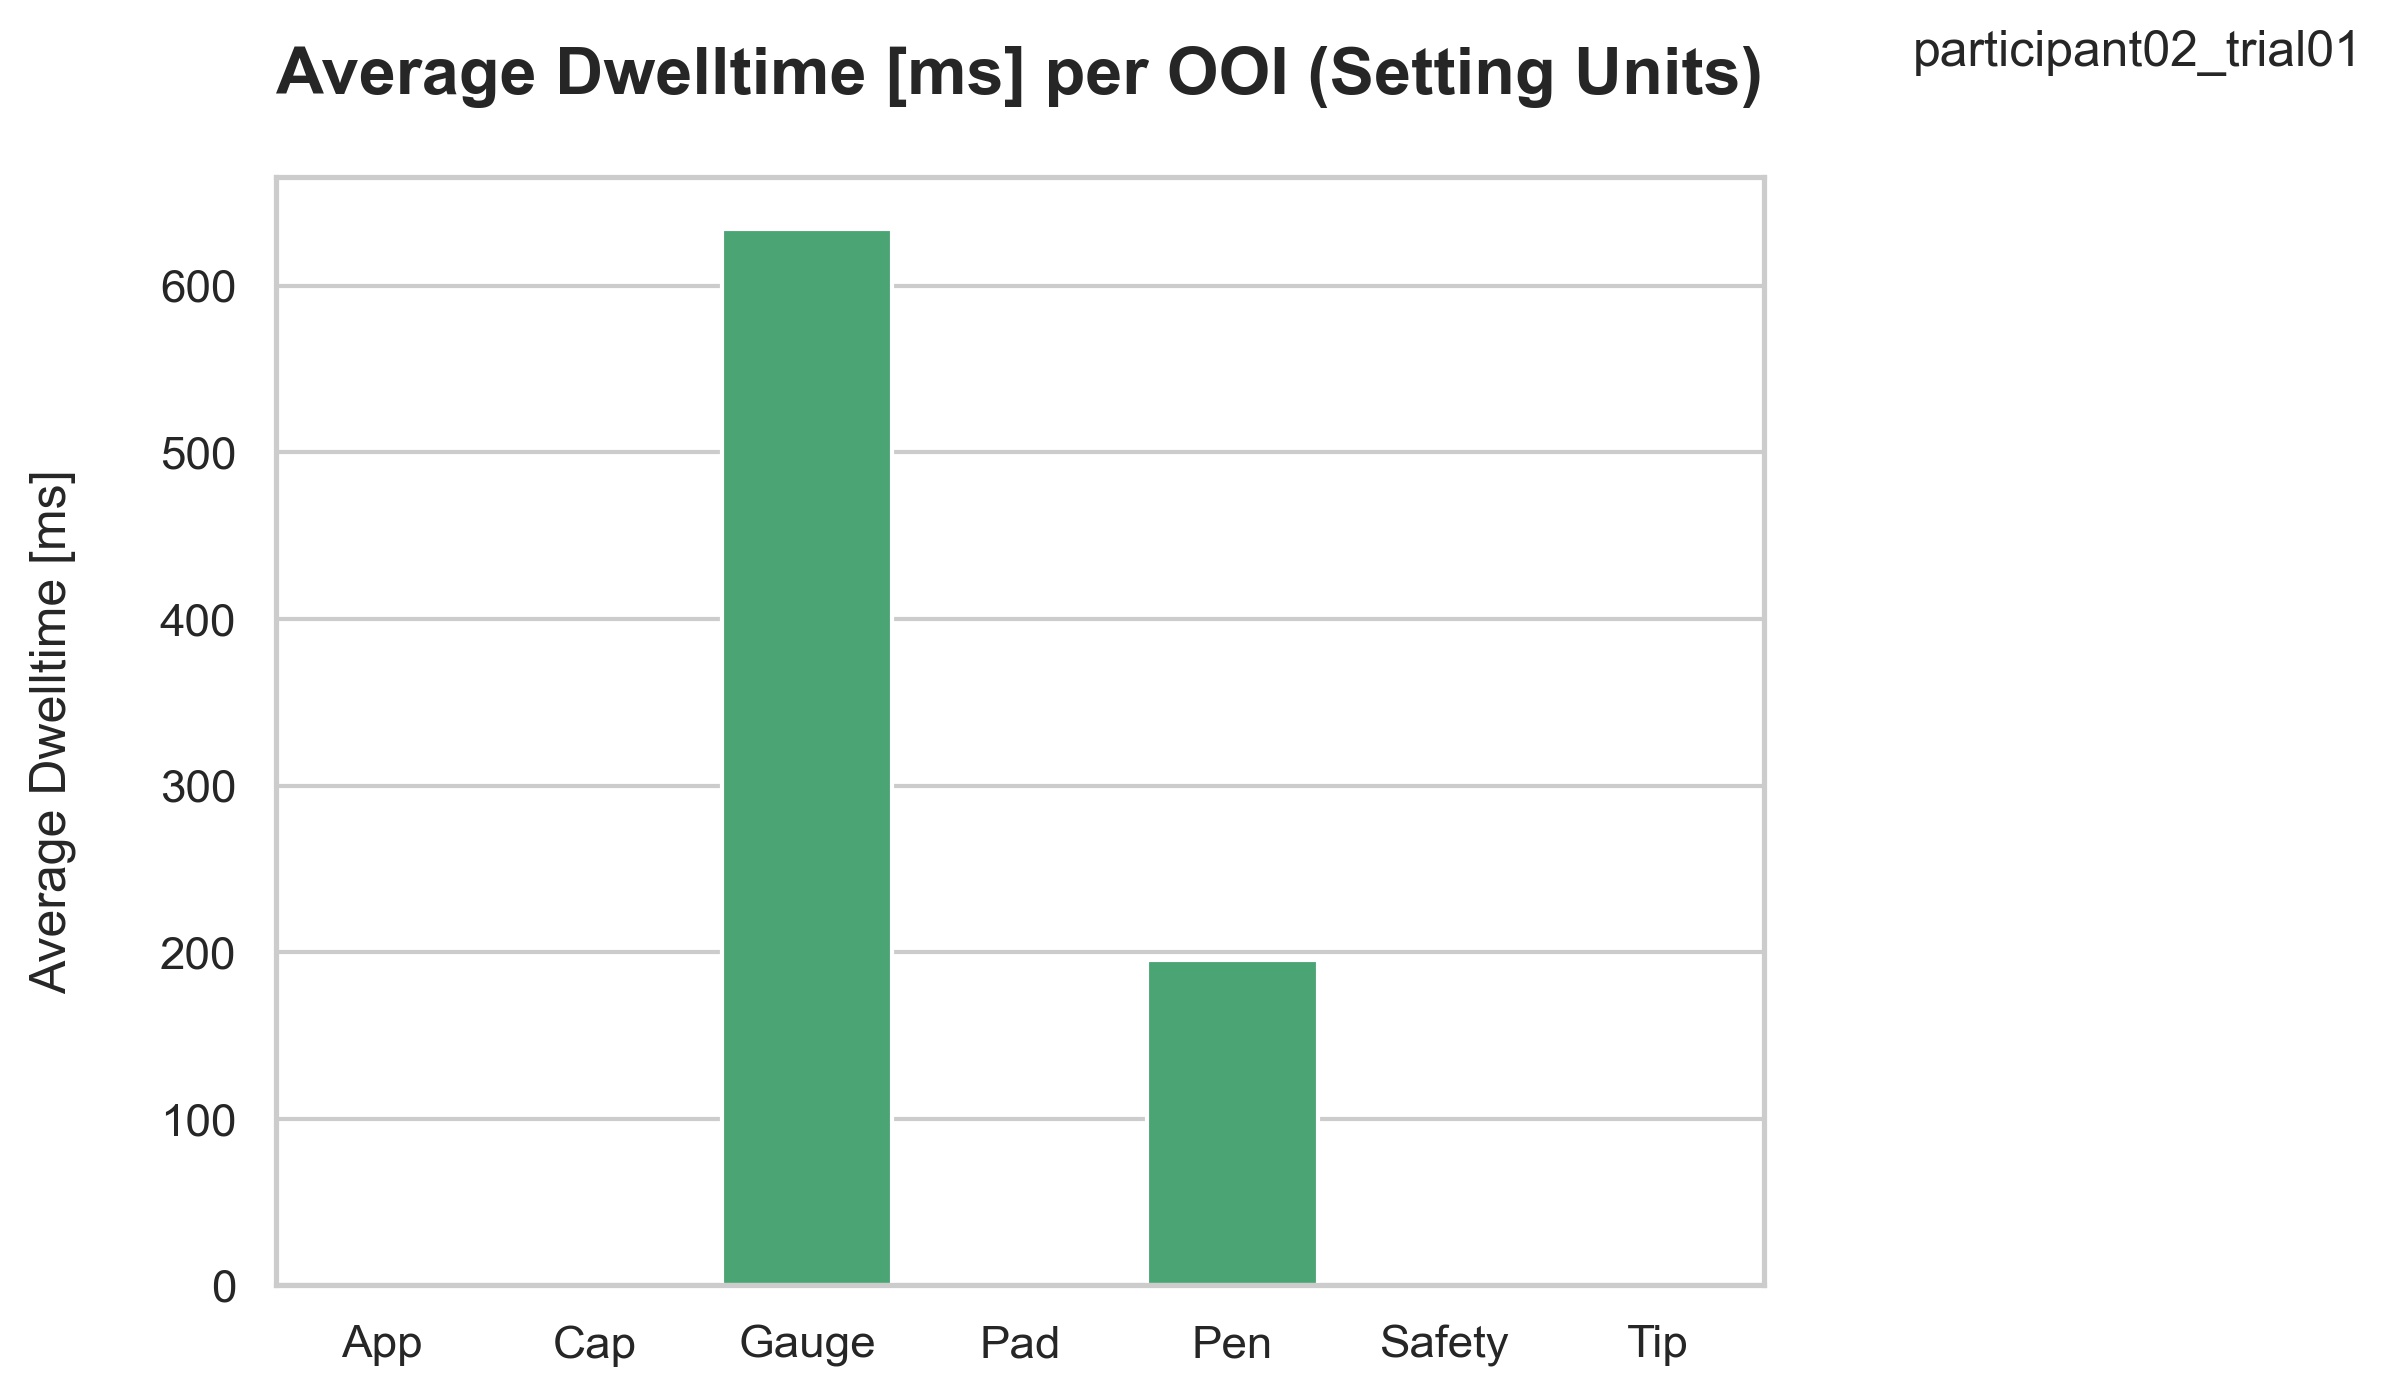 Average Dwelltime [ms] per OOI (Setting Units)
participant02_trial01
Average Dwelltime [ms]
600
500
400
300
200
100
0
App Cap Gauge Pad Pen Safety Tip